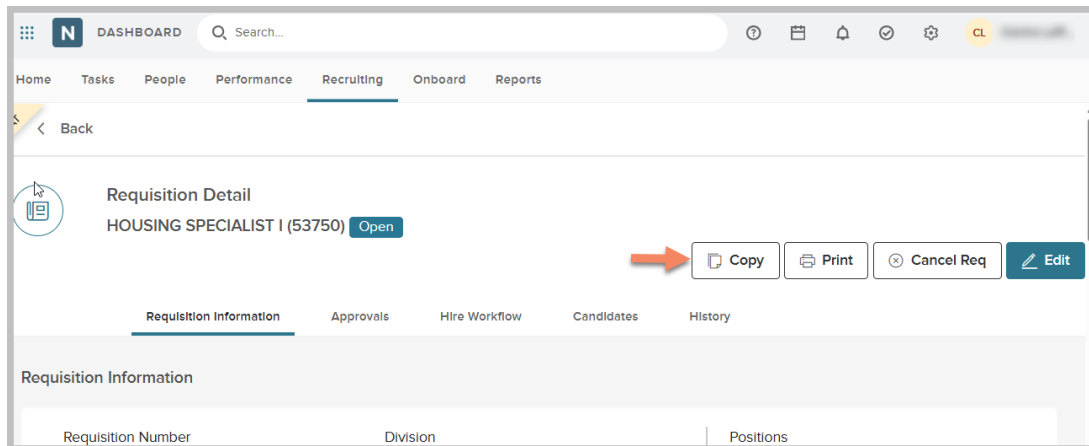 N DASHBOARD Search... CL
Home Tasks People Performance Recruiting Onboard Reports
Back
Requisition Detail
HOUSING SPECIALIST I (53750) Open
Copy Print Cancel Req Edit
Requisition Information Approvals Hire Workflow Candidates History
Requisition Information
Requisition Number Division Positions